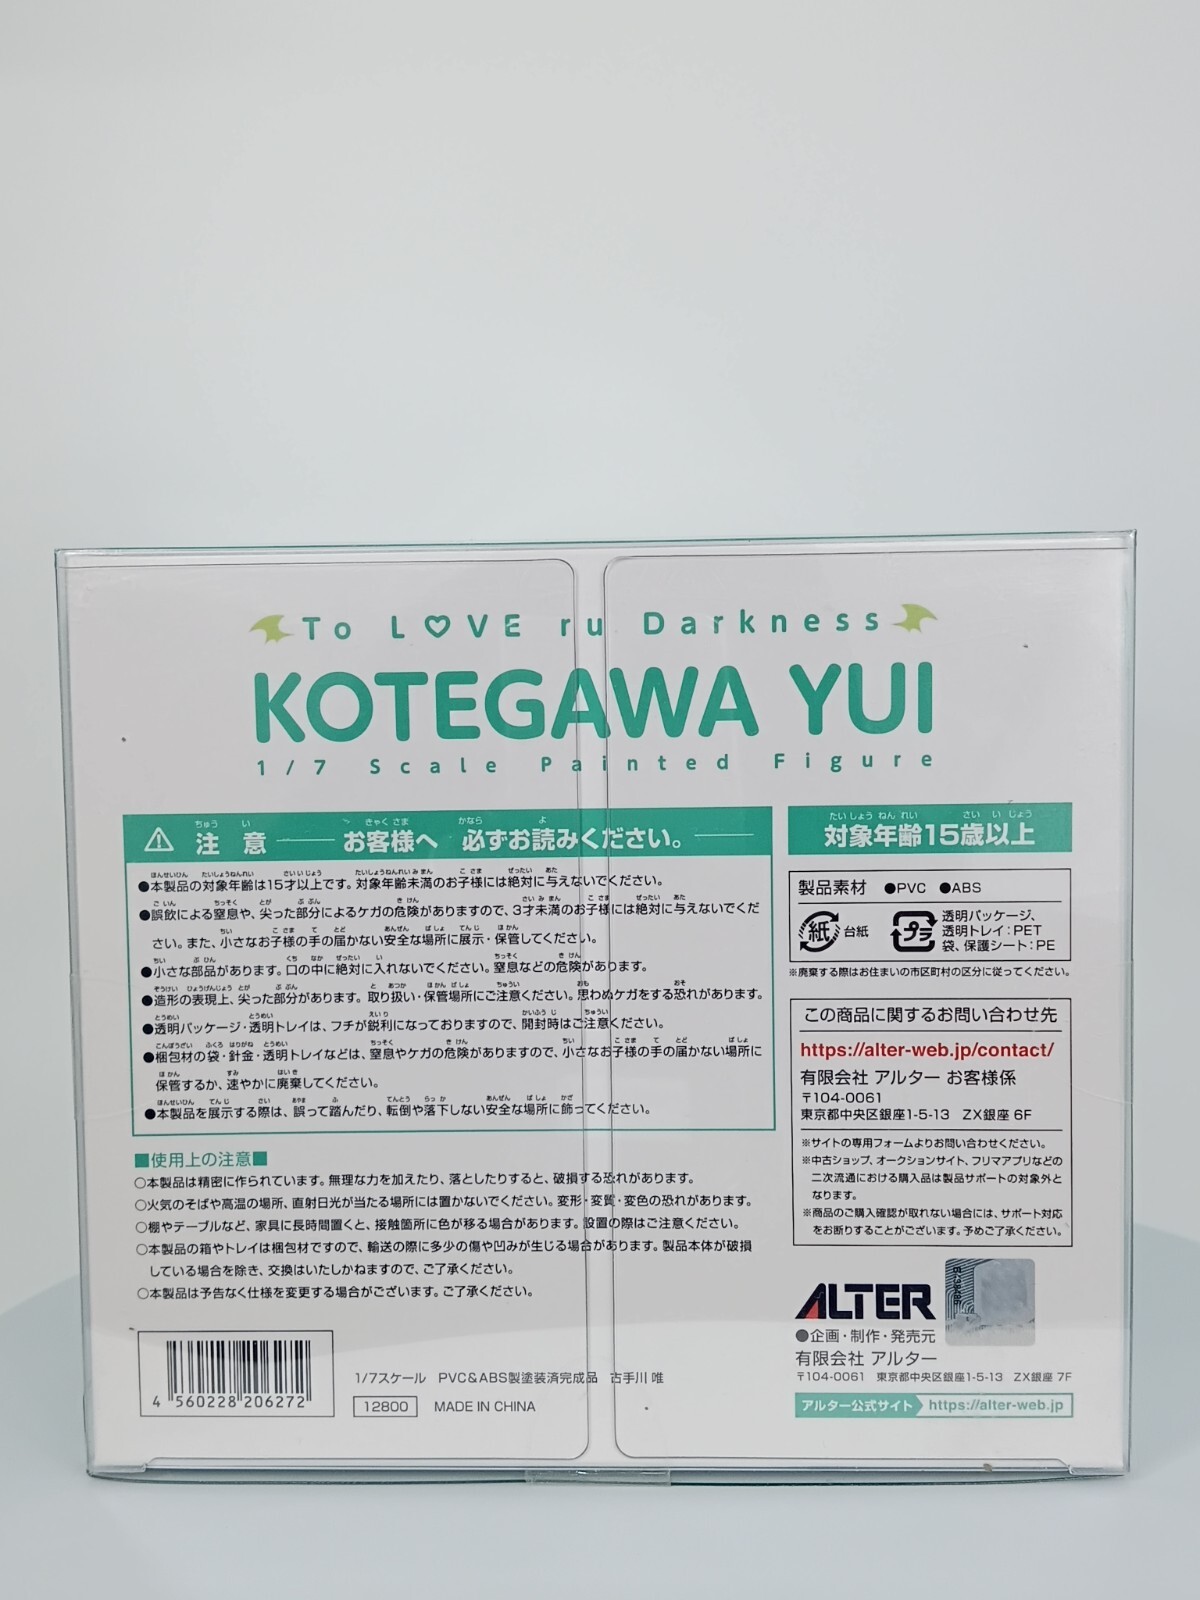 To L♡VE ru Darkness
KOTEGAWA YUI
1/7 Scale Painted Figure
注意 お客様へ 必ずお読みください。
●本製品の対象年齢は15才以上です。対象年齢未満のお子様には絶対に与えないでください。
●誤飲による窒息や、尖った部分によるケガの危険がありますので、3才未満のお子様には絶対に与えないでくだ
さい。また、小さなお子様の手の届かない安全な場所に展示・保管してください。
●小さな部品があります。口の中に絶対に入れないでください。窒息などの危険があります。
●造形の表現上、尖った部分があります。取り扱い・保管場所にご注意ください。思わぬケガをする恐れがあります。
●透明パッケージ・透明トレイは、フチが鋭利になっておりますので、開封時はご注意ください。
●梱包材の袋・針金・透明トレイなどは、窒息やケガの危険がありますので、小さなお子様の手の届かない場所に
保管するか、速やかに廃棄してください。
●本製品を展示する際は、誤って踏んだり、転倒や落下しない安全な場所に飾ってください。
■使用上の注意■
○本製品は精密に作られています。無理な力を加えたり、落としたりすると、破損する恐れがあります。
○火気のそばや高温の場所、直射日光が当たる場所には置かないでください。変形・変質・変色の恐れがあります。
○棚やテーブルなど、家具に長時間置くと、接触箇所に色が移る場合があります。設置の際はご注意ください。
○本製品の箱やトレイは梱包材ですので、輸送の際に多少の傷や凹みが生じる場合があります。製品本体が破損
している場合を除き、交換はいたしかねますので、ご了承ください。
○本製品は予告なく仕様を変更する場合がございます。ご了承ください。
4 560228 206272
1/7スケール PVC&ABS製塗装済完成品 古手川 唯
12800 MADE IN CHINA
対象年齢15歳以上
製品素材 ●PVC ●ABS
紙 台紙
プラ 透明パッケージ、
透明トレイ:PET
袋、保護シート:PE
※廃棄する際はお住まいの市区町村の区分に従ってください。
この商品に関するお問い合わせ先
https://alter-web.jp/contact/
有限会社 アルター お客様係
〒104-0061
東京都中央区銀座1-5-13 ZX銀座 6F
※サイトの専用フォームよりお問い合わせください。
※中古ショップ、オークションサイト、フリマアプリなどの
二次流通における購入品は製品サポートの対象外と
なります。
※商品のご購入確認が取れない場合には、サポート対応
をお断りすることがございます。予めご了承ください。
ALTER
●企画・制作・発売元
有限会社 アルター
〒104-0061 東京都中央区銀座1-5-13 ZX銀座 7F
アルター公式サイト https://alter-web.jp